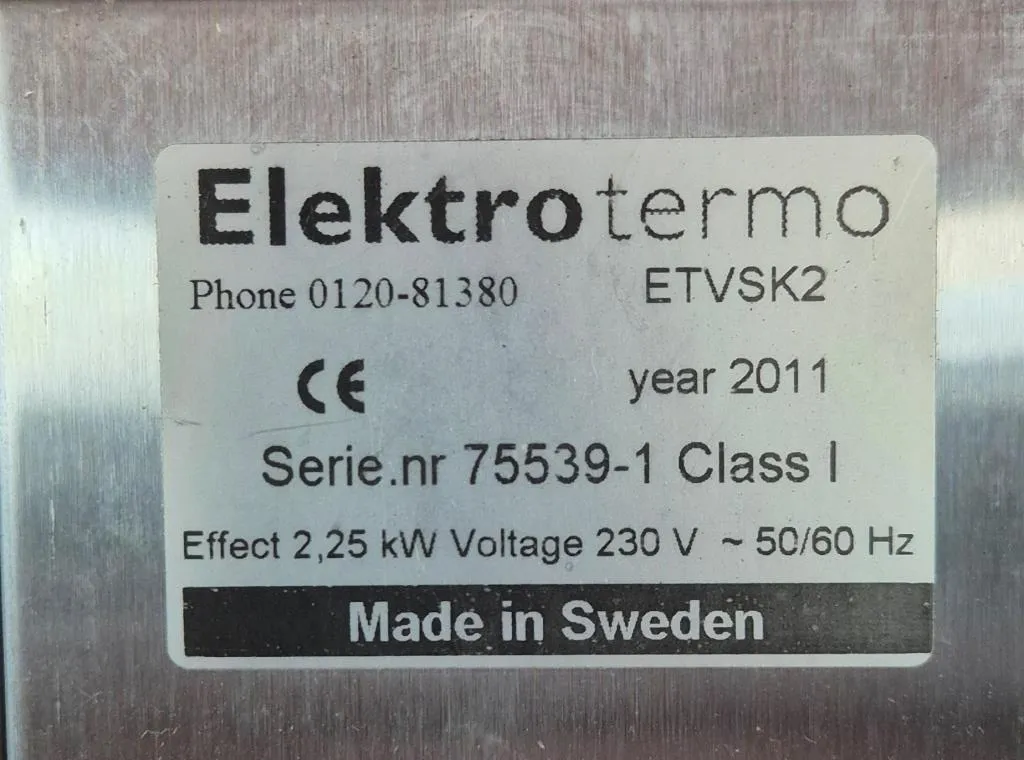 Elektrotermo
Phone 0120-81380 ETVSK2
CE year 2011
Serie.nr 75539-1 Class I
Effect 2,25 kW Voltage 230 V ~ 50/60 Hz
Made in Sweden